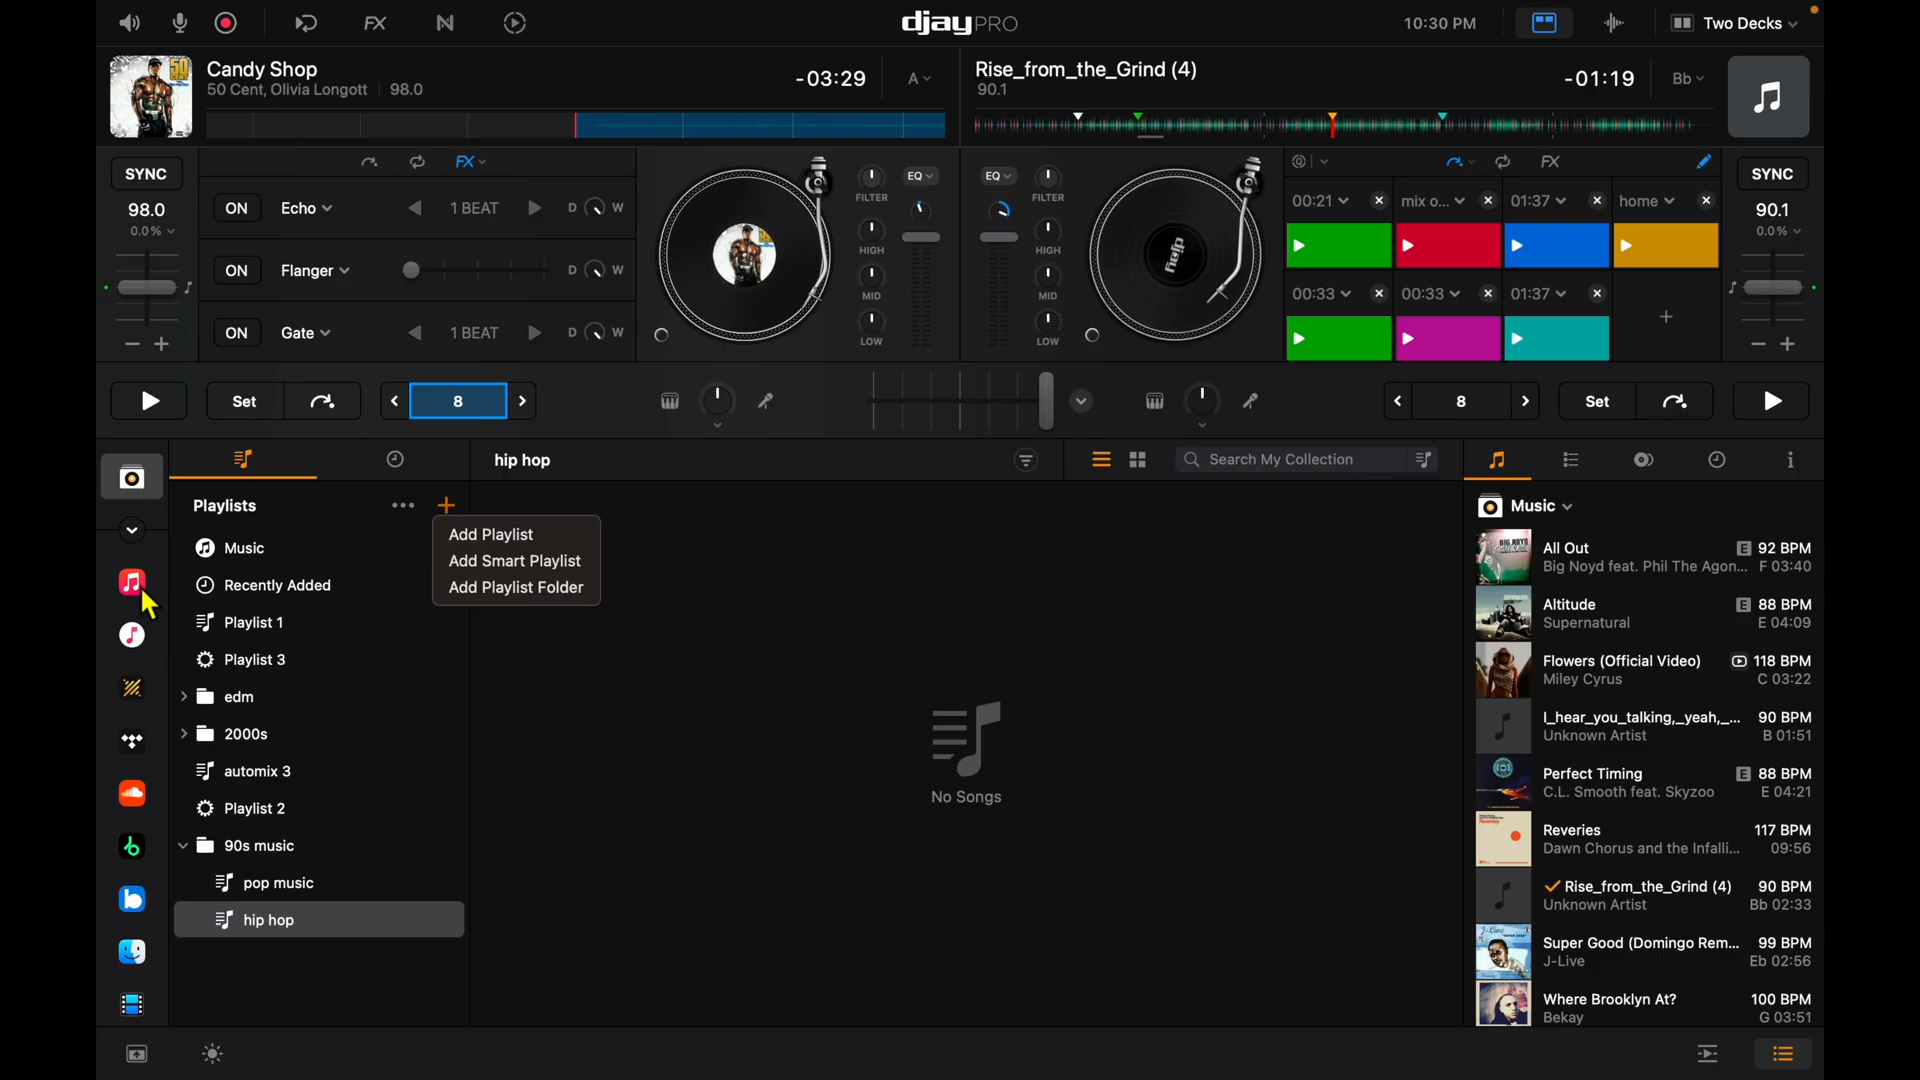 djay PRO
10:30 PM
Two Decks
Candy Shop
50 Cent, Olivia Longott 98.0
-03:29
A
Rise_from_the_Grind (4)
90.1
-01:19
Bb
SYNC
98.0
0.0%
FX
ON Echo 1 BEAT D W
ON Flanger D W
ON Gate 1 BEAT D W
FILTER
HIGH
MID
LOW
EQ
EQ
FILTER
HIGH
MID
LOW
djay
FX
00:21 mix o... 01:37 home
00:33 00:33 01:37
SYNC
90.1
0.0%
Set
8
8
Set
Playlists
Music
Recently Added
Playlist 1
Playlist 3
edm
2000s
automix 3
Playlist 2
90s music
pop music
hip hop
Add Playlist
Add Smart Playlist
Add Playlist Folder
hip hop
Search My Collection
No Songs
Music
All Out E 92 BPM
Big Noyd feat. Phil The Agon... F 03:40
Altitude E 88 BPM
Supernatural E 04:09
Flowers (Official Video) 118 BPM
Miley Cyrus C 03:22
I_hear_you_talking,_yeah,_... 90 BPM
Unknown Artist B 01:51
Perfect Timing E 88 BPM
C.L. Smooth feat. Skyzoo E 04:21
Reveries 117 BPM
Dawn Chorus and the Infalli... 09:56
Rise_from_the_Grind (4) 90 BPM
Unknown Artist Bb 02:33
Super Good (Domingo Rem... 99 BPM
J-Live Eb 02:56
Where Brooklyn At? 100 BPM
Bekay G 03:51